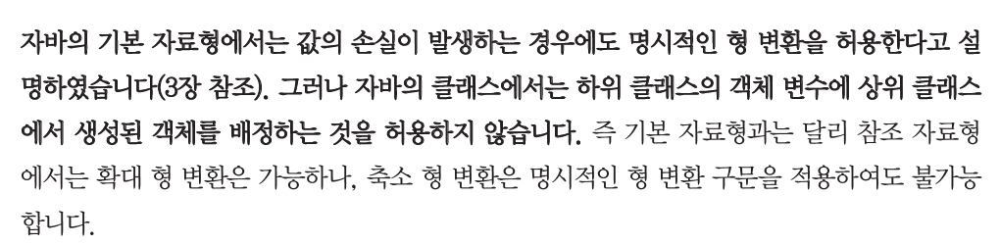 자바의 기본 자료형에서는 값의 손실이 발생하는 경우에도 명시적인 형 변환을 허용한다고 설
명하였습니다(3장 참조). 그러나 자바의 클래스에서는 하위 클래스의 객체 변수에 상위 클래스
에서 생성된 객체를 배정하는 것을 허용하지 않습니다. 즉 기본 자료형과는 달리 참조 자료형
에서는 확대 형 변환은 가능하나, 축소 형 변환은 명시적인 형 변환 구문을 적용하여도 불가능
합니다.